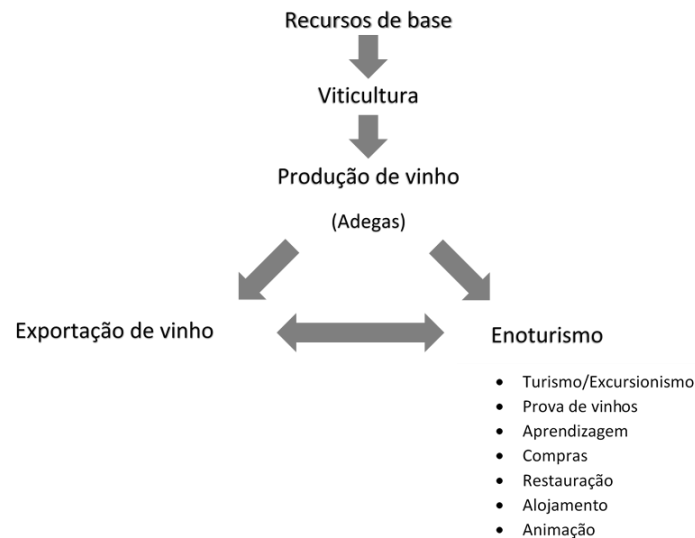 Recursos de base
Viticultura
Produção de vinho
(Adegas)
Exportação de vinho
Enoturismo
• Turismo/Excursionismo
• Prova de vinhos
• Aprendizagem
• Compras
• Restauração
• Alojamento
• Animação